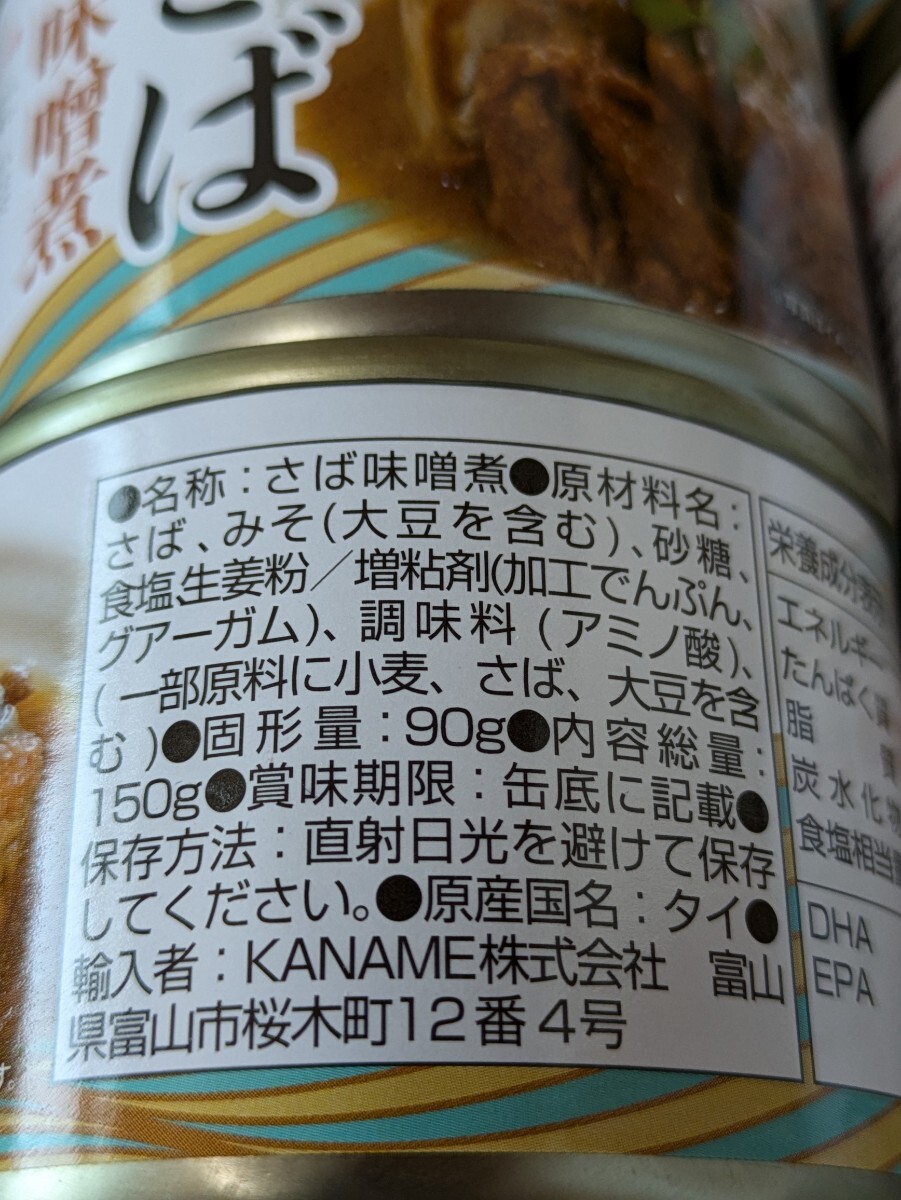 さば
味噌煮
●名称：さば味噌煮●原材料名：
さば、みそ(大豆を含む)、砂糖、
食塩、生姜粉／増粘剤(加工でんぷん、
グアーガム)、調味料(アミノ酸)、
(一部原料に小麦、さば、大豆を含
む)●固形量：90g●内容総量：
150g●賞味期限：缶底に記載●
保存方法：直射日光を避けて保存
してください。●原産国名：タイ●
輸入者：KANAME株式会社 富山
県富山市桜木町12番4号
栄養成分表
エネルギー
たんぱく質
脂 質
炭水化物
食塩相当量
DHA
EPA
す。